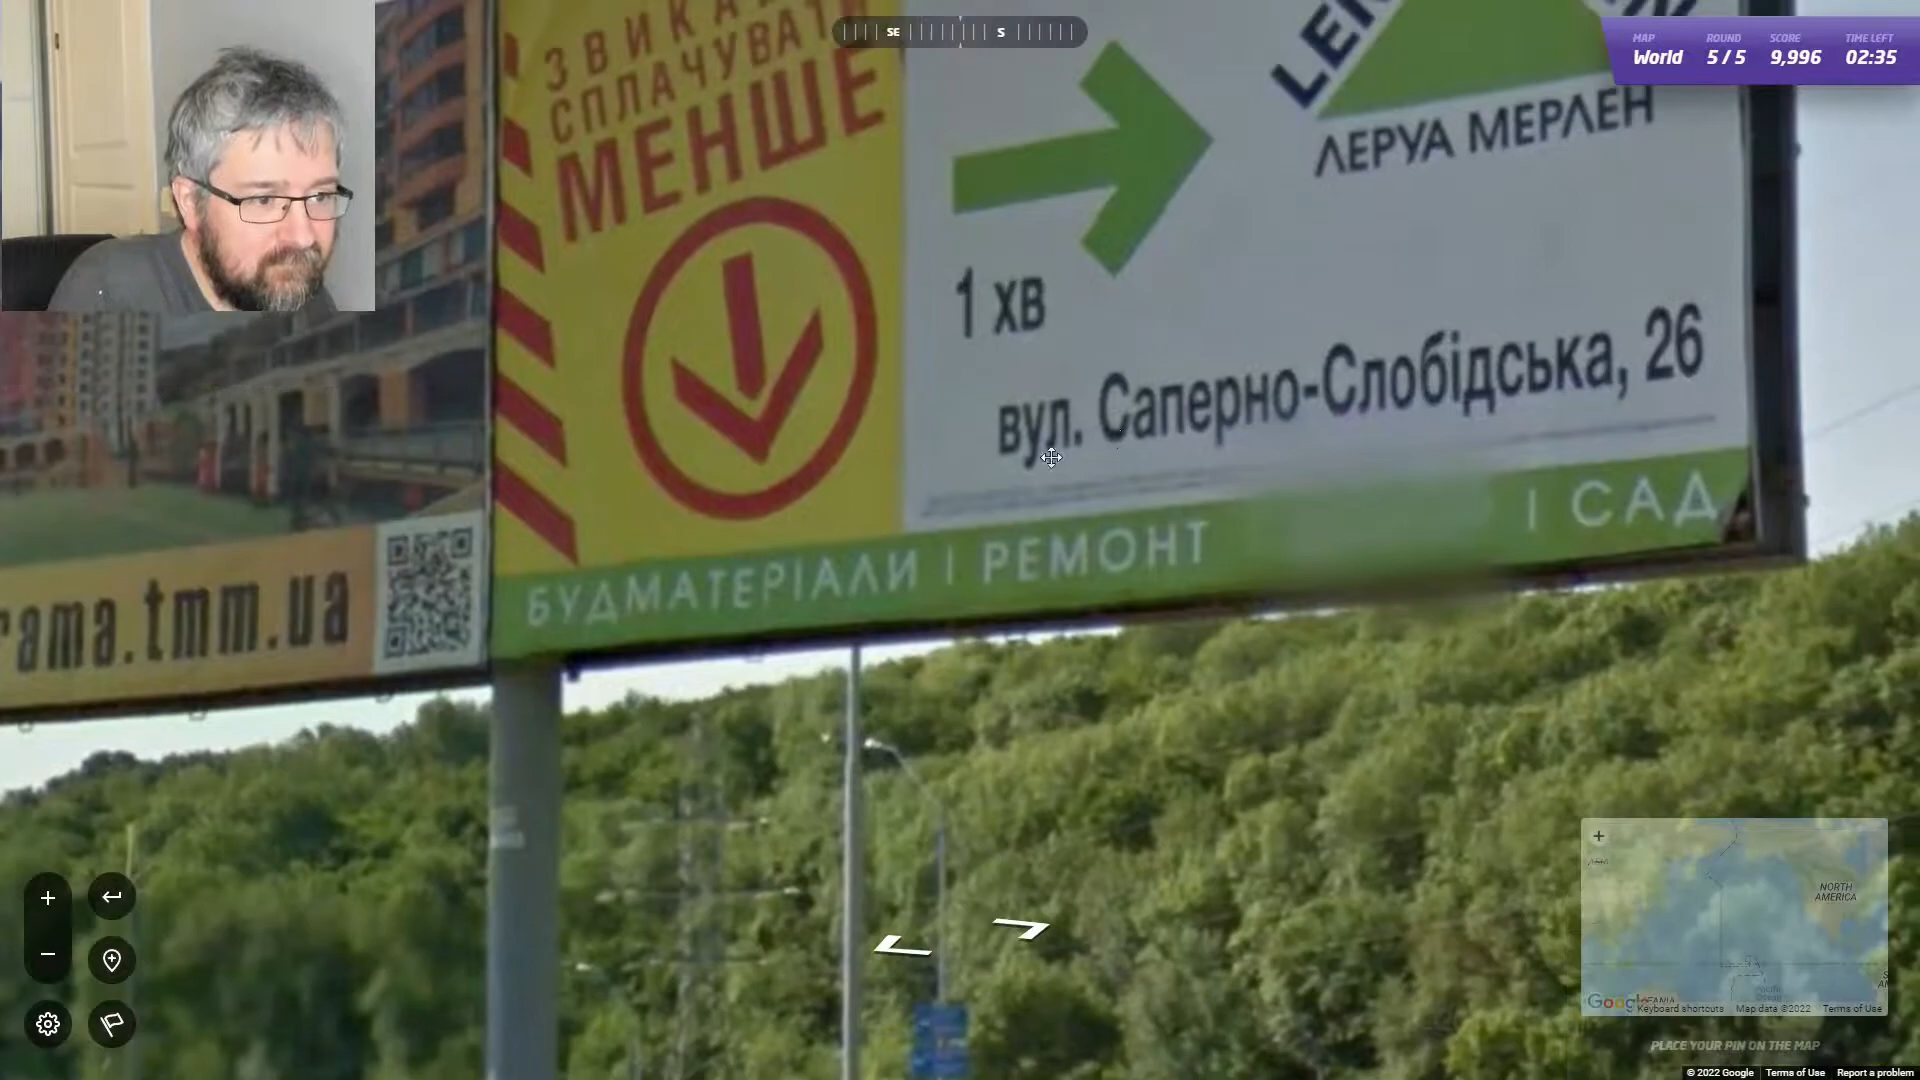 SE S
MAP ROUND SCORE TIME LEFT
World 5 / 5 9,996 02:35
ЗВИКА
СПЛАЧУВАТИ
МЕНШЕ
ЛЕРУА МЕРЛЕН
1 хв
вул. Саперно-Слобідська, 26
БУДМАТЕРІАЛИ | РЕМОНТ | САД
rama.tmm.ua
NORTH
AMERICA
Google
Keyboard shortcuts Map data ©2022 Terms of Use
PLACE YOUR PIN ON THE MAP
© 2022 Google Terms of Use Report a problem